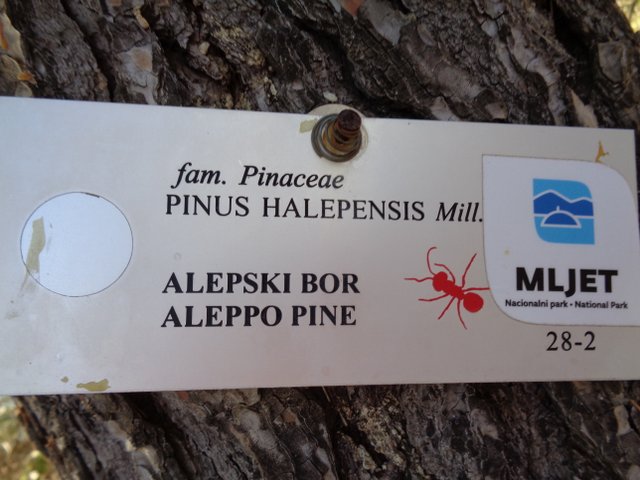 fam. Pinaceae
PINUS HALEPENSIS Mill.
ALEPSKI BOR
ALEPPO PINE
MLJET
Nacionalni park • National Park
28-2